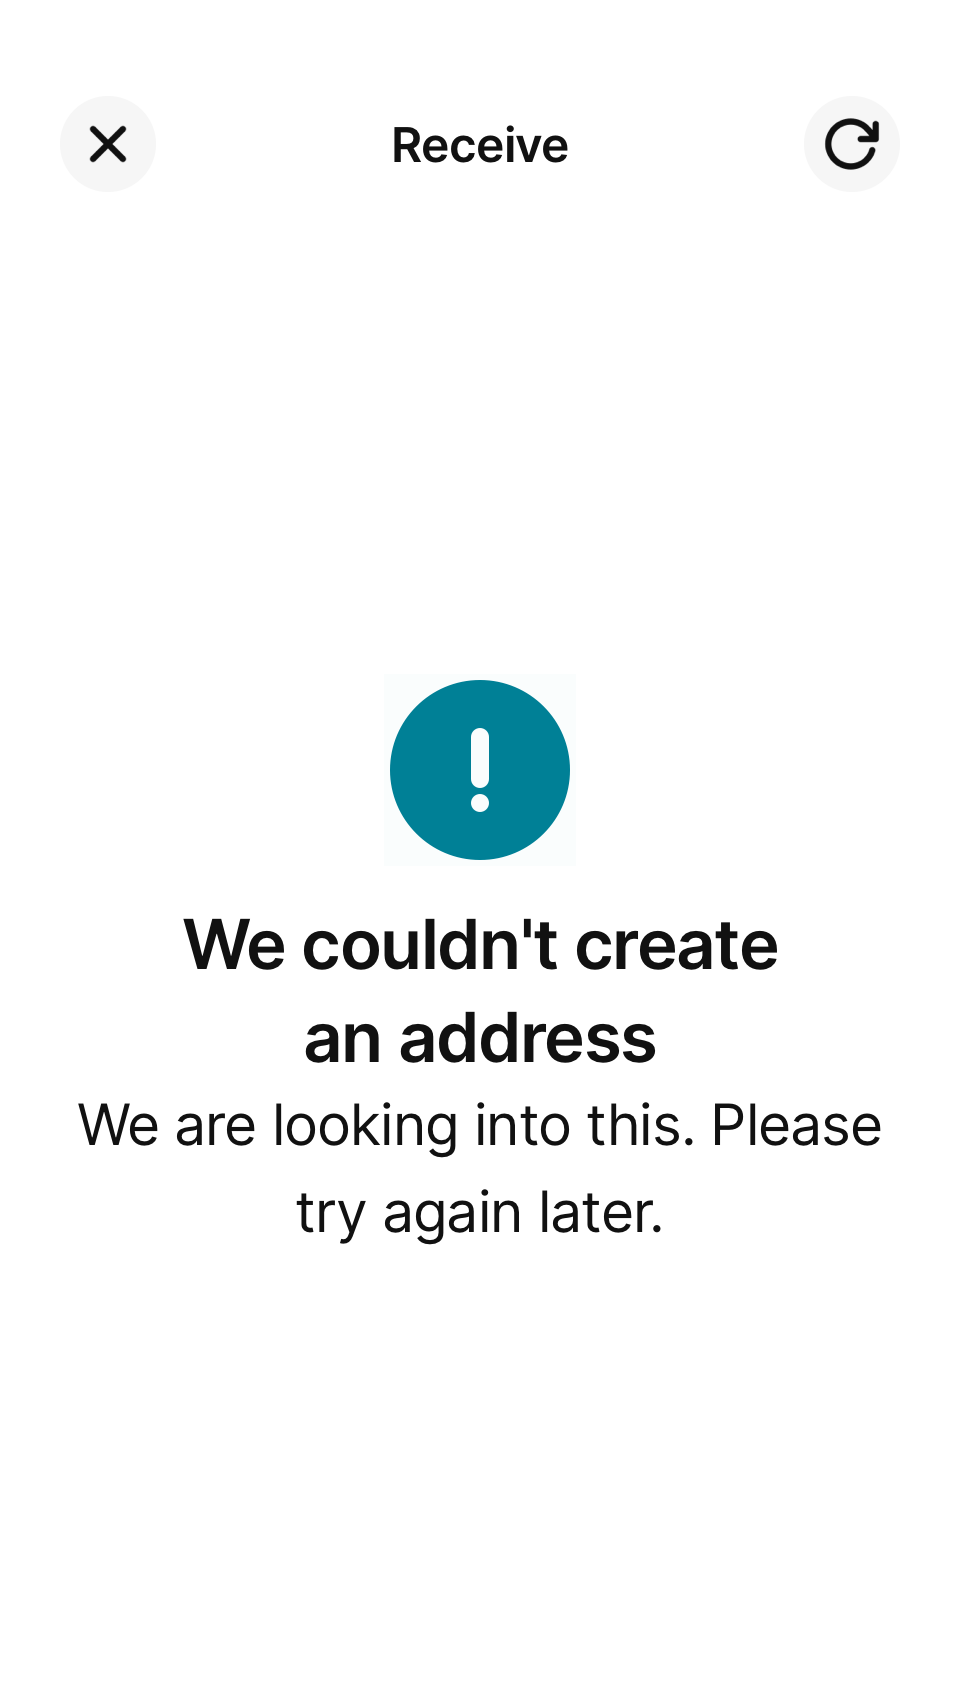 Receive
We couldn't create
an address
We are looking into this. Please
try again later.